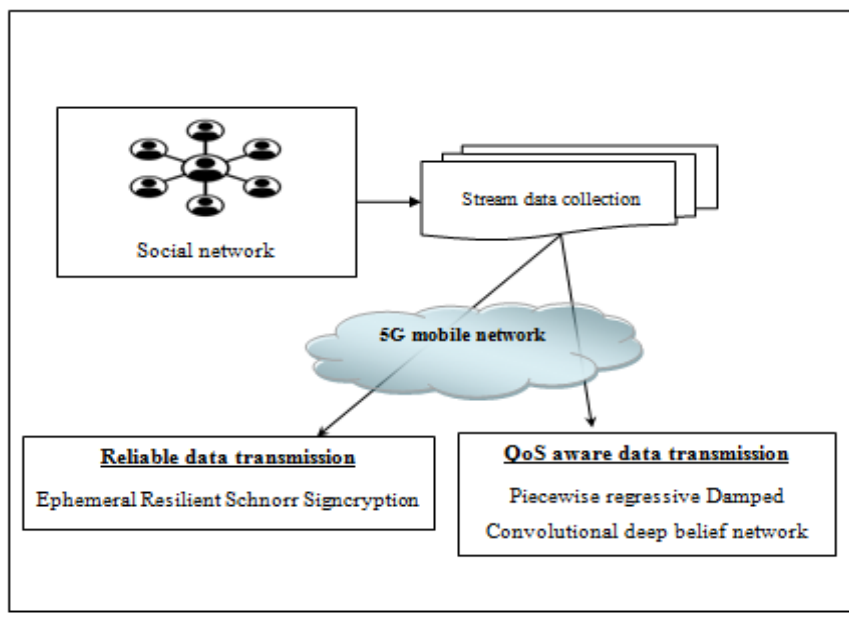 Social network
Stream data collection
5G mobile network
Reliable data transmission
Ephemeral Resilient Schnorr Signcryption
QoS aware data transmission
Piecewise regressive Damped
Convolutional deep belief network